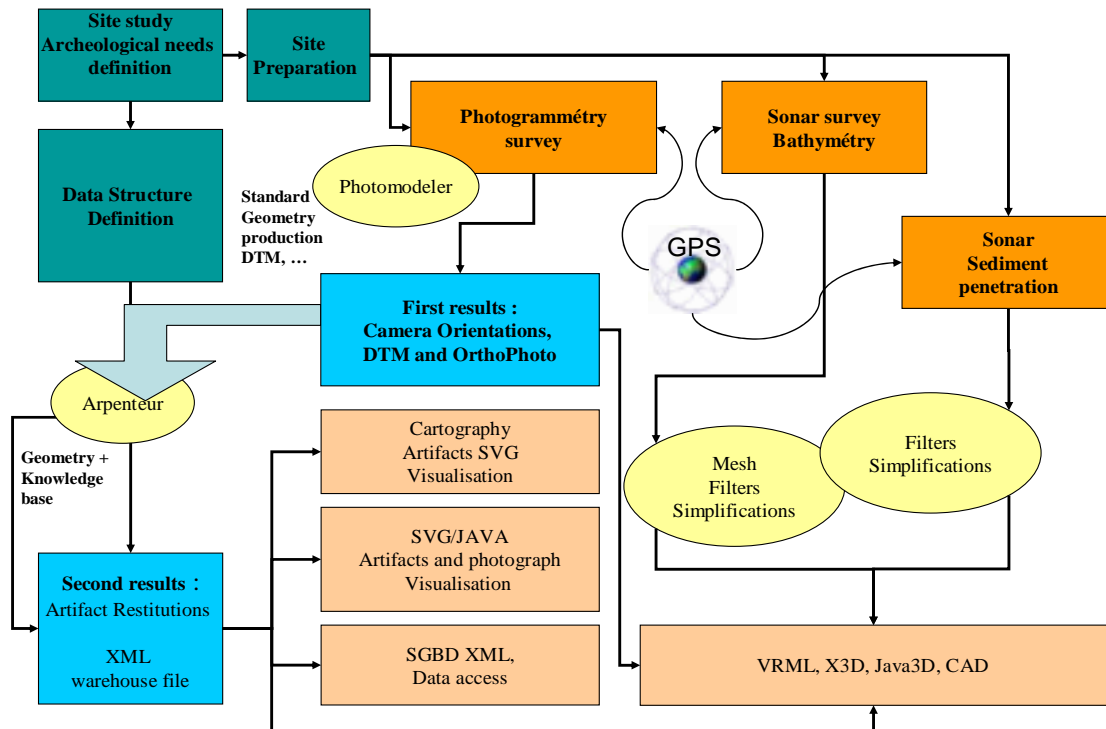 Site study
Archeological needs
definition
Site
Preparation
Photogrammétry
survey
Sonar survey
Bathymétry
Photomodeler
Data Structure
Definition
Standard
Geometry
production
DTM, …
GPS
Sonar
Sediment
penetration
First results :
Camera Orientations,
DTM and OrthoPhoto
Arpenteur
Geometry +
Knowledge
base
Cartography
Artifacts SVG
Visualisation
Mesh
Filters
Simplifications
Filters
Simplifications
SVG/JAVA
Artifacts and photograph
Visualisation
Second results :
Artifact Restitutions
XML
warehouse file
SGBD XML,
Data access
VRML, X3D, Java3D, CAD